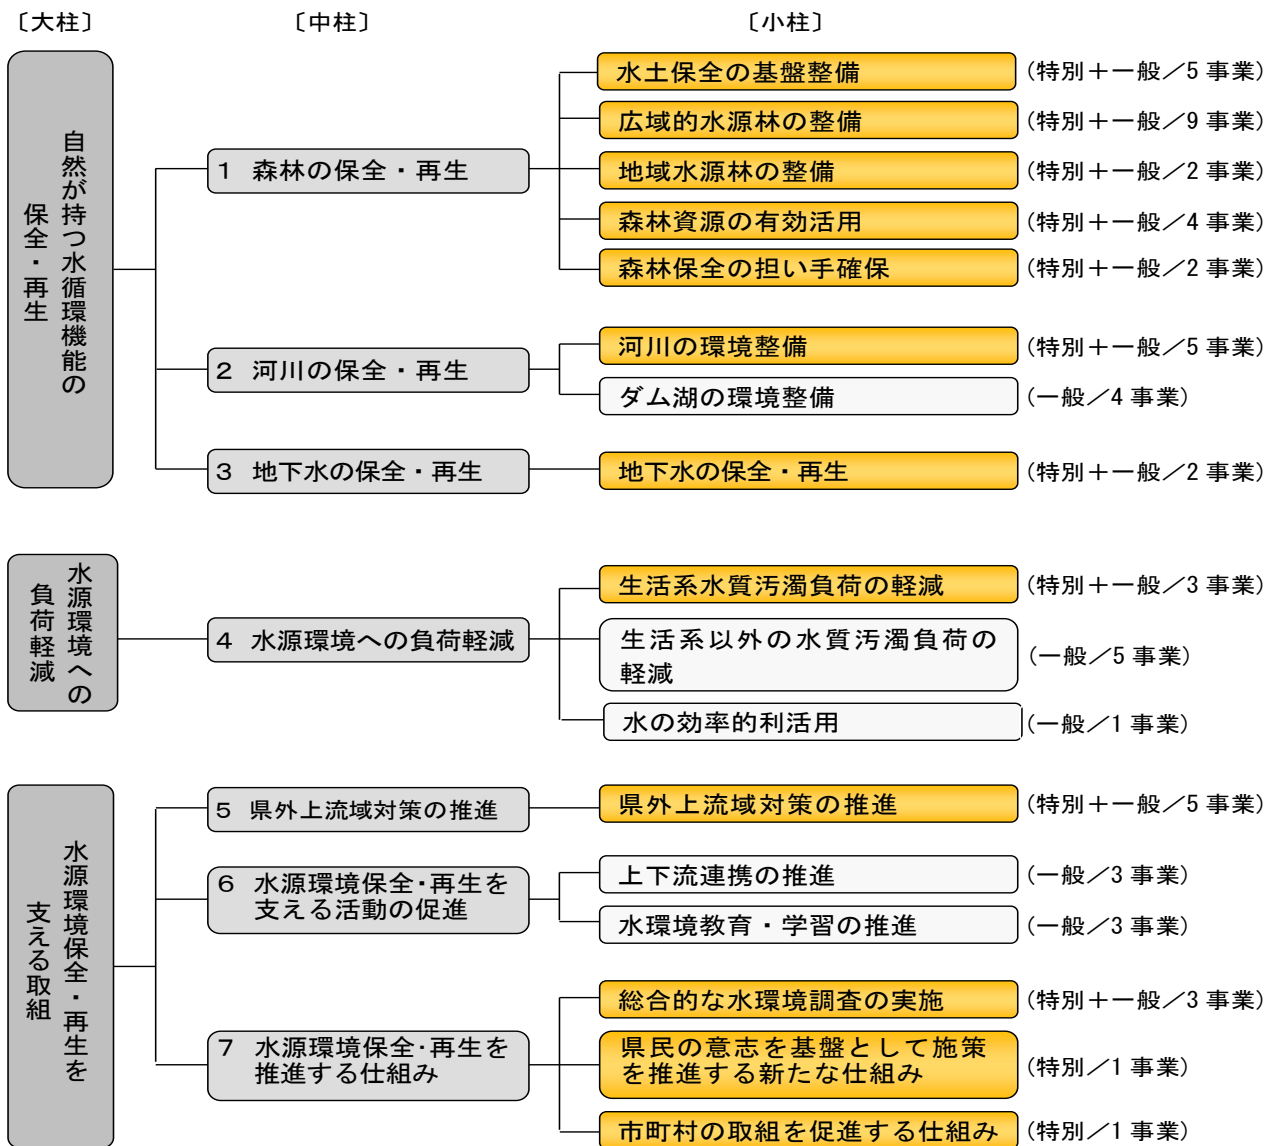 〔大柱〕 〔中柱〕 〔小柱〕
自然が持つ水循環機能の
保全・再生
1 森林の保全・再生
水土保全の基盤整備 (特別＋一般／5 事業)
広域的水源林の整備 (特別＋一般／9 事業)
地域水源林の整備 (特別＋一般／2 事業)
森林資源の有効活用 (特別＋一般／4 事業)
森林保全の担い手確保 (特別＋一般／2 事業)
2 河川の保全・再生
河川の環境整備 (特別＋一般／5 事業)
ダム湖の環境整備 (一般／4 事業)
3 地下水の保全・再生
地下水の保全・再生 (特別＋一般／2 事業)
水源環境への
負荷軽減
4 水源環境への負荷軽減
生活系水質汚濁負荷の軽減 (特別＋一般／3 事業)
生活系以外の水質汚濁負荷の
軽減
(一般／5 事業)
水の効率的利活用 (一般／1 事業)
水源環境保全・再生を
支える取組
5 県外上流域対策の推進
県外上流域対策の推進 (特別＋一般／5 事業)
6 水源環境保全・再生を
支える活動の促進
上下流連携の推進 (一般／3 事業)
水環境教育・学習の推進 (一般／3 事業)
7 水源環境保全・再生を
推進する仕組み
総合的な水環境調査の実施 (特別＋一般／3 事業)
県民の意志を基盤として施策
を推進する新たな仕組み
(特別／1 事業)
市町村の取組を促進する仕組み (特別／1 事業)